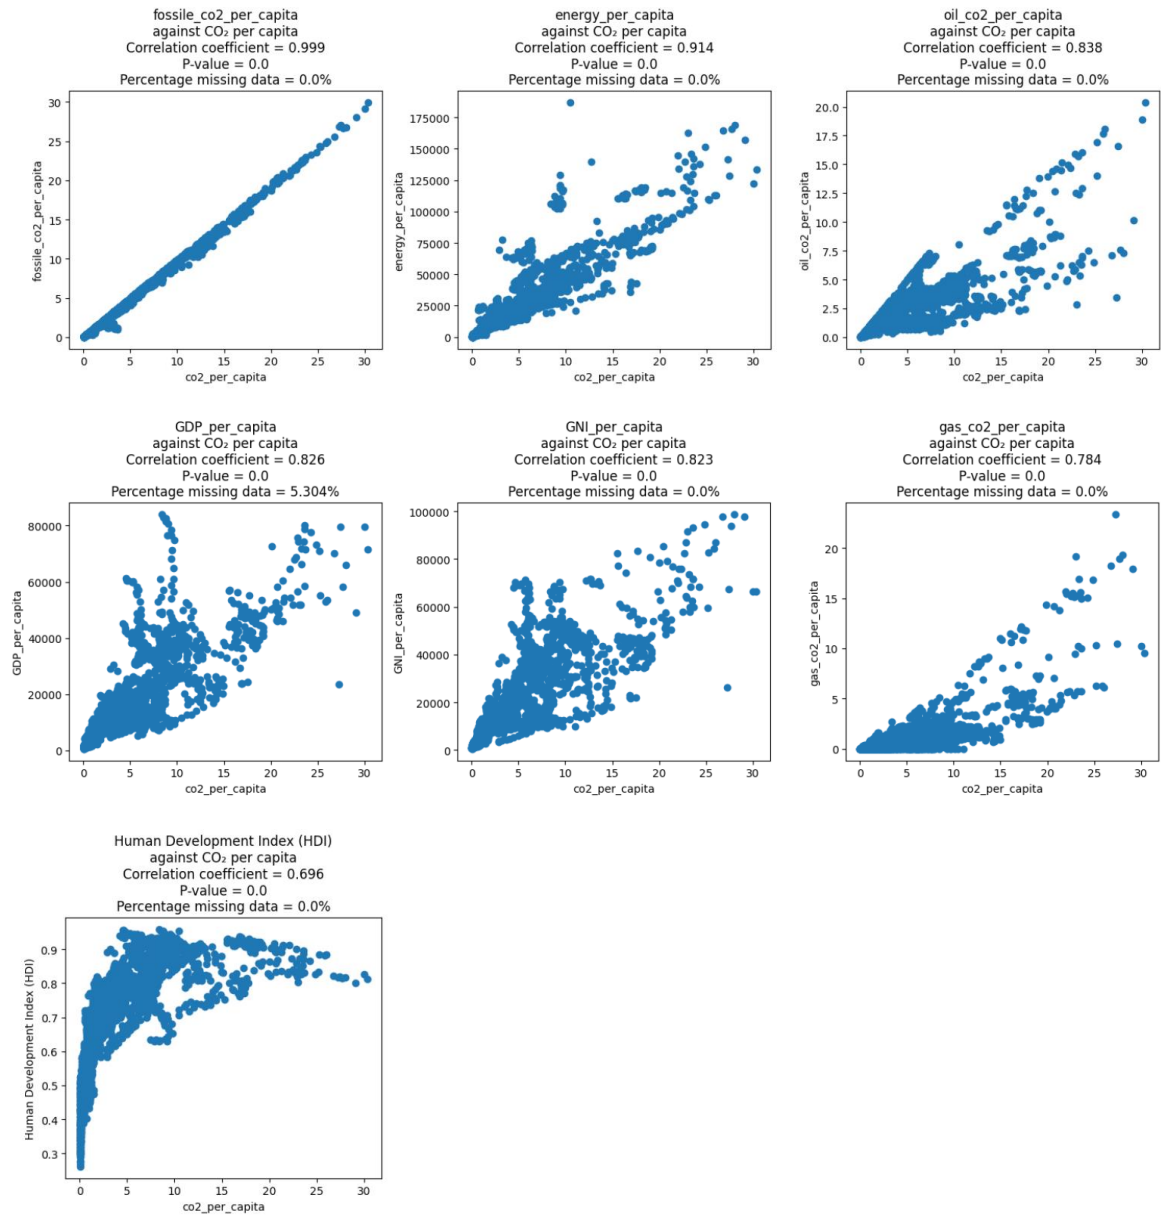 fossile_co2_per_capita
against CO₂ per capita
Correlation coefficient = 0.999
P-value = 0.0
Percentage missing data = 0.0%
30
25
20
15
10
5
0
fossile_co2_per_capita
0 5 10 15 20 25 30
co2_per_capita
energy_per_capita
against CO₂ per capita
Correlation coefficient = 0.914
P-value = 0.0
Percentage missing data = 0.0%
175000
150000
125000
100000
75000
50000
25000
0
energy_per_capita
0 5 10 15 20 25 30
co2_per_capita
oil_co2_per_capita
against CO₂ per capita
Correlation coefficient = 0.838
P-value = 0.0
Percentage missing data = 0.0%
20.0
17.5
15.0
12.5
10.0
7.5
5.0
2.5
0.0
oil_co2_per_capita
0 5 10 15 20 25 30
co2_per_capita
GDP_per_capita
against CO₂ per capita
Correlation coefficient = 0.826
P-value = 0.0
Percentage missing data = 5.304%
80000
60000
40000
20000
0
GDP_per_capita
0 5 10 15 20 25 30
co2_per_capita
GNI_per_capita
against CO₂ per capita
Correlation coefficient = 0.823
P-value = 0.0
Percentage missing data = 0.0%
100000
80000
60000
40000
20000
0
GNI_per_capita
0 5 10 15 20 25 30
co2_per_capita
gas_co2_per_capita
against CO₂ per capita
Correlation coefficient = 0.784
P-value = 0.0
Percentage missing data = 0.0%
20
15
10
5
0
gas_co2_per_capita
0 5 10 15 20 25 30
co2_per_capita
Human Development Index (HDI)
against CO₂ per capita
Correlation coefficient = 0.696
P-value = 0.0
Percentage missing data = 0.0%
0.9
0.8
0.7
0.6
0.5
0.4
0.3
Human Development Index (HDI)
0 5 10 15 20 25 30
co2_per_capita